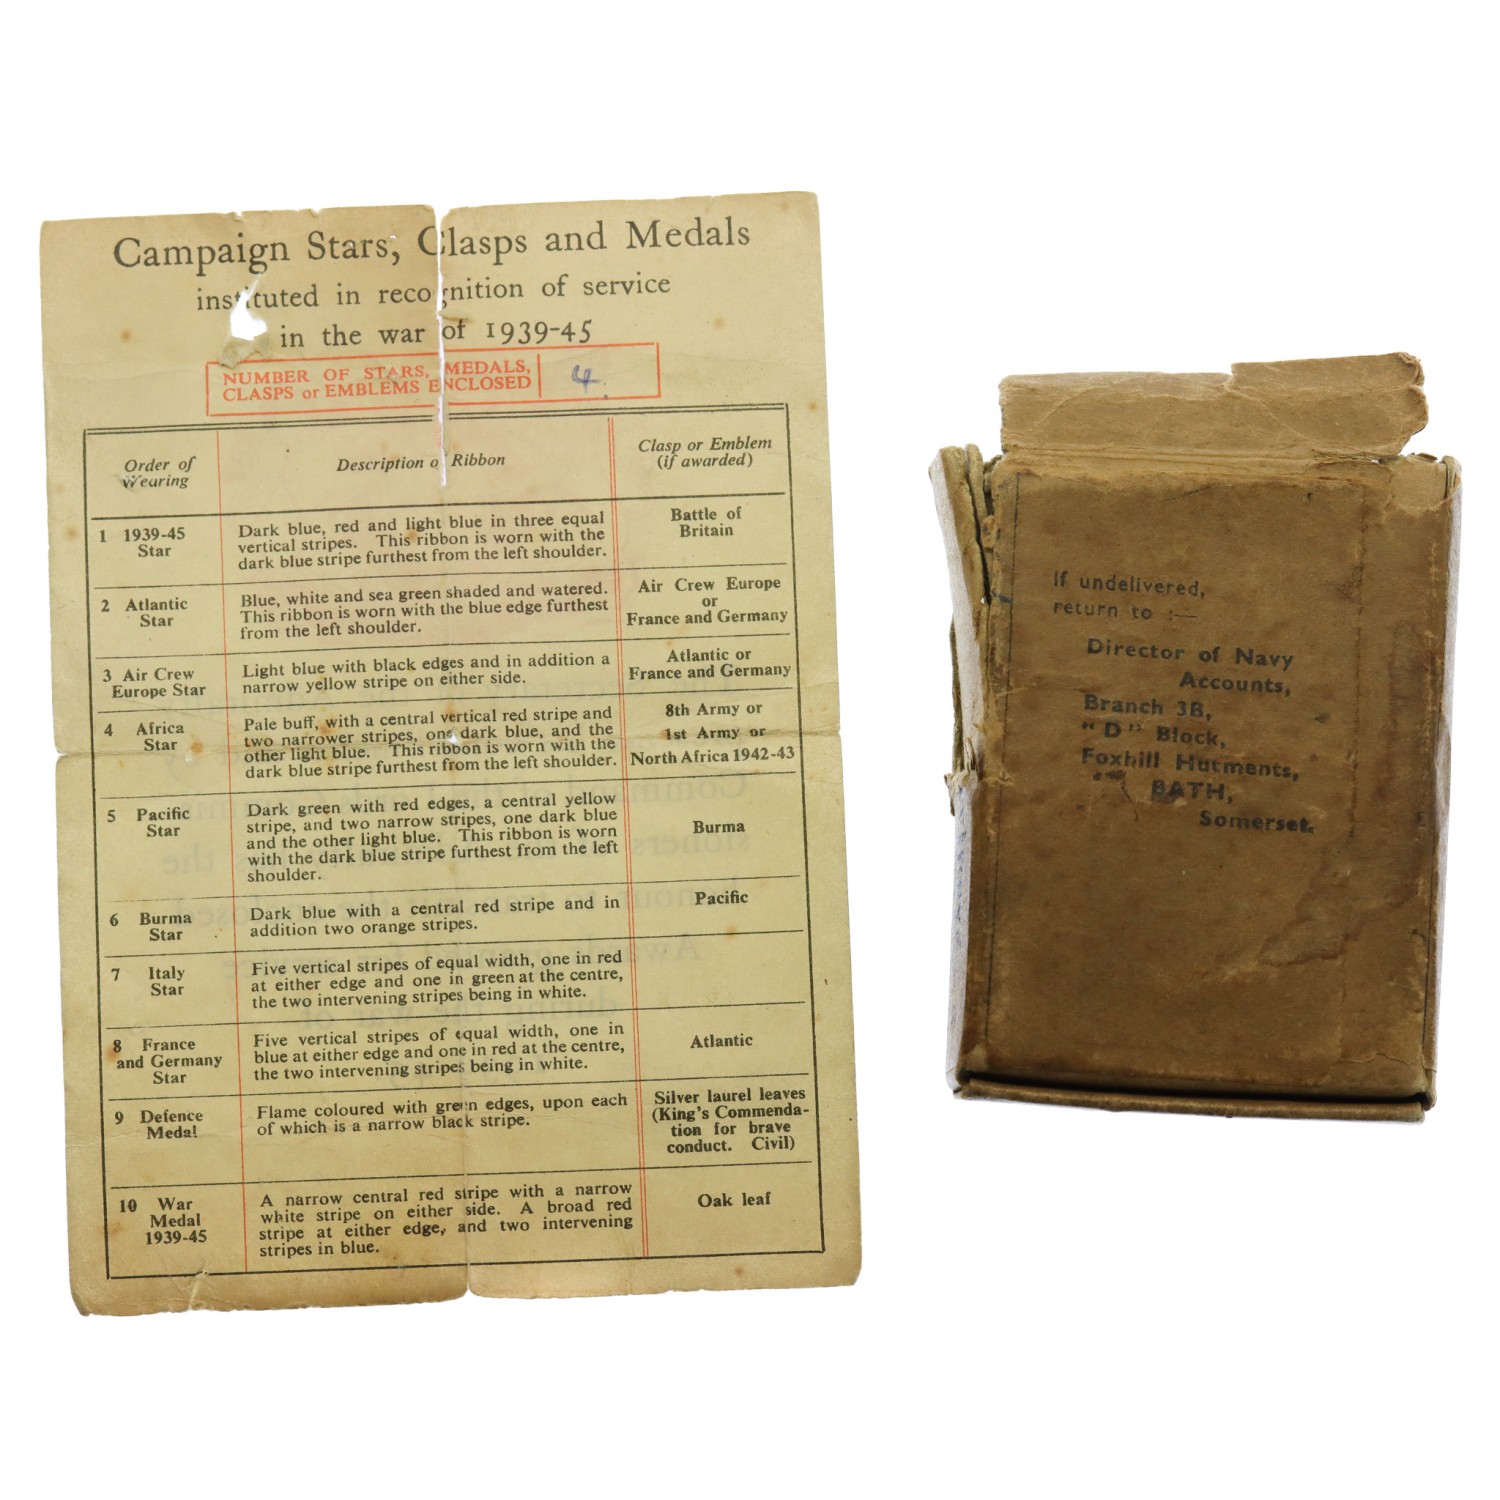 Campaign Stars, Clasps and Medals
instituted in recognition of service
in the war of 1939-45
NUMBER OF STARS, MEDALS,
CLASPS or EMBLEMS ENCLOSED
4.
Order of
Wearing
Description of Ribbon
Clasp or Emblem
(if awarded)
1 1939-45
Star
Dark blue, red and light blue in three equal
vertical stripes. This ribbon is worn with the
dark blue stripe furthest from the left shoulder.
Battle of
Britain
2 Atlantic
Star
Blue, white and sea green shaded and watered.
This ribbon is worn with the blue edge furthest
from the left shoulder.
Air Crew Europe
or
France and Germany
3 Air Crew
Europe Star
Light blue with black edges and in addition a
narrow yellow stripe on either side.
Atlantic or
France and Germany
4 Africa
Star
Pale buff, with a central vertical red stripe and
two narrower stripes, one dark blue, and the
other light blue. This ribbon is worn with the
dark blue stripe furthest from the left shoulder.
8th Army or
1st Army or
North Africa 1942-43
5 Pacific
Star
Dark green with red edges, a central yellow
stripe, and two narrow stripes, one dark blue
and the other light blue. This ribbon is worn
with the dark blue stripe furthest from the left
shoulder.
Burma
6 Burma
Star
Dark blue with a central red stripe and in
addition two orange stripes.
Pacific
7 Italy
Star
Five vertical stripes of equal width, one in red
at either edge and one in green at the centre,
the two intervening stripes being in white.
8 France
and Germany
Star
Five vertical stripes of equal width, one in
blue at either edge and one in red at the centre,
the two intervening stripes being in white.
Atlantic
9 Defence
Medal
Flame coloured with green edges, upon each
of which is a narrow black stripe.
Silver laurel leaves
(King's Commenda-
tion for brave
conduct. Civil)
10 War
Medal
1939-45
A narrow central red stripe with a narrow
white stripe on either side. A broad red
stripe at either edge, and two intervening
stripes in blue.
Oak leaf
If undelivered,
return to :—
Director of Navy
Accounts,
Branch 3B,
"D" Block,
Foxhill Hutments,
BATH,
Somerset.